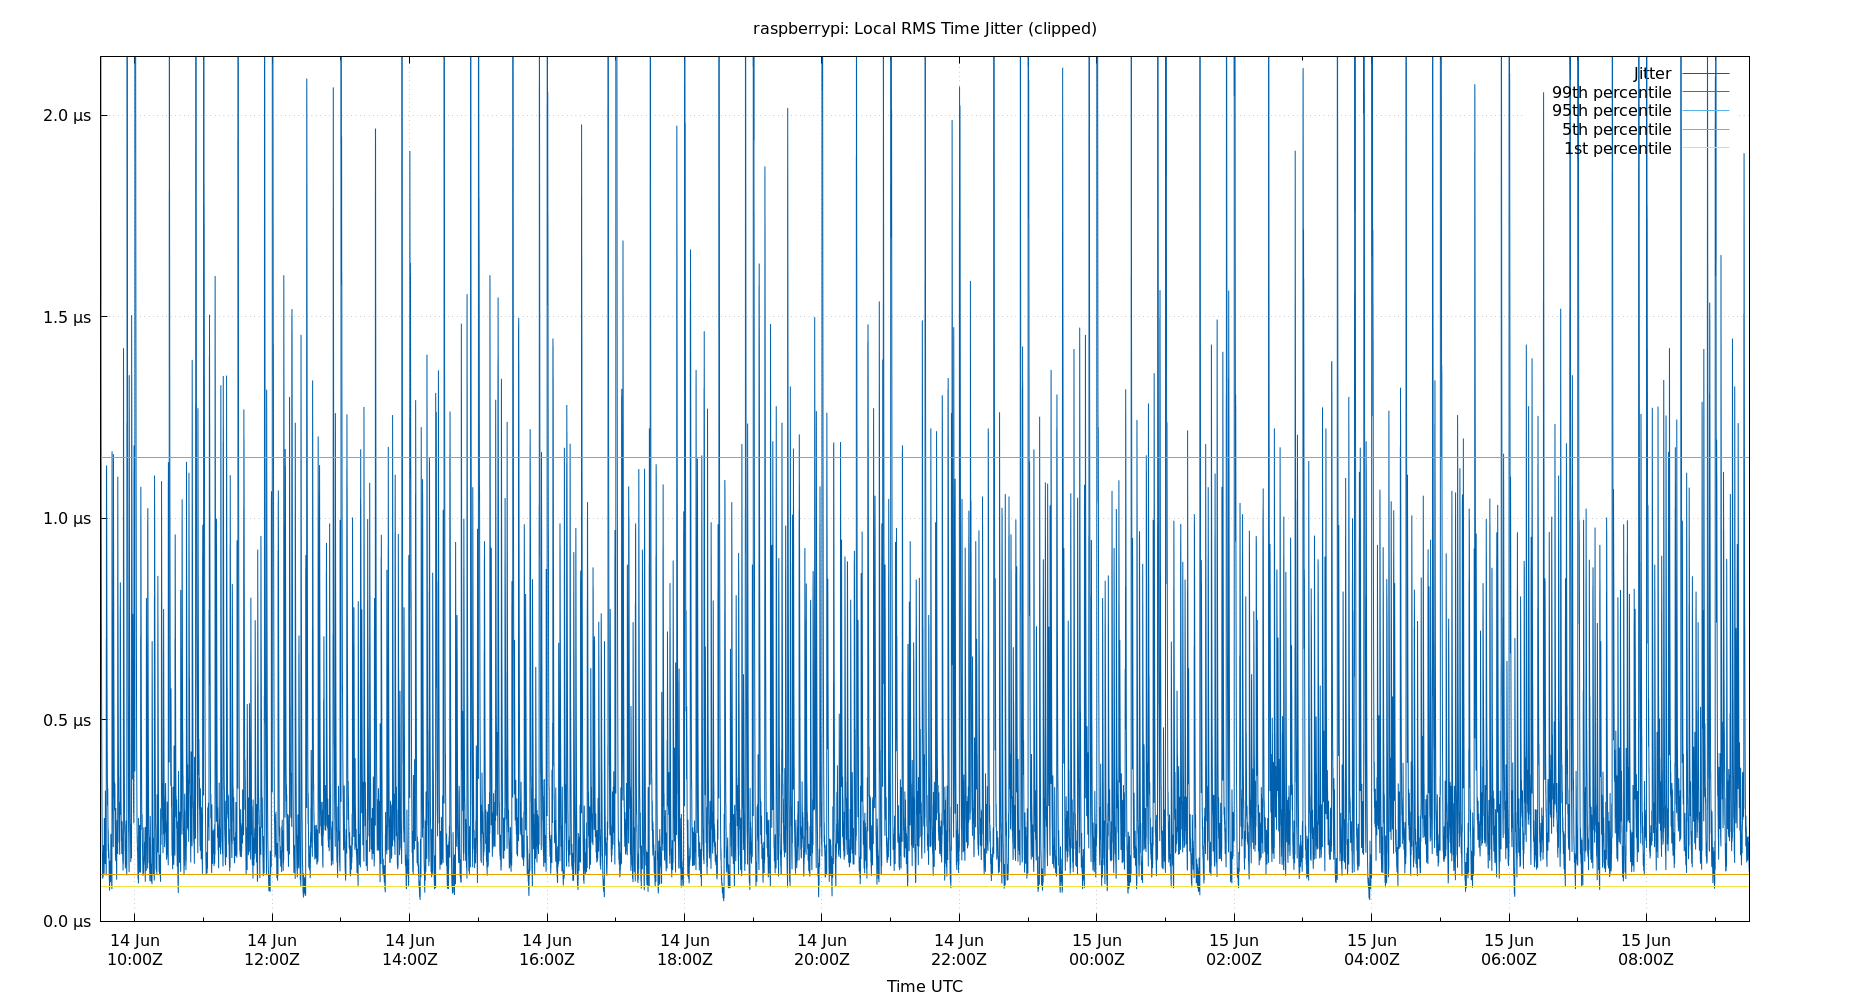 raspberrypi: Local RMS Time Jitter (clipped)
2.0 µs
1.5 µs
1.0 µs
0.5 µs
0.0 µs
Jitter
99th percentile
95th percentile
5th percentile
1st percentile
14 Jun
10:00Z
14 Jun
12:00Z
14 Jun
14:00Z
14 Jun
16:00Z
14 Jun
18:00Z
14 Jun
20:00Z
14 Jun
22:00Z
15 Jun
00:00Z
15 Jun
02:00Z
15 Jun
04:00Z
15 Jun
06:00Z
15 Jun
08:00Z
Time UTC